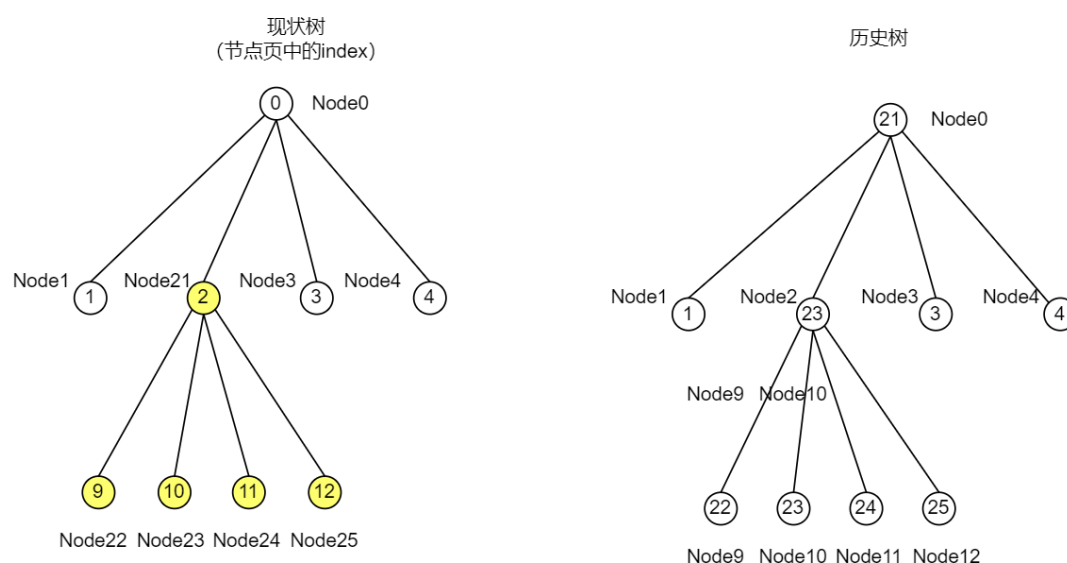 现状树
（节点页中的index）
历史树
0 Node0
21 Node0
Node1 Node21 Node3 Node4
1 2 3 4
Node1 Node2 Node3 Node4
1 23 3 4
Node9 Node10
9 10 11 12
Node22 Node23 Node24 Node25
22 23 24 25
Node9 Node10 Node11 Node12